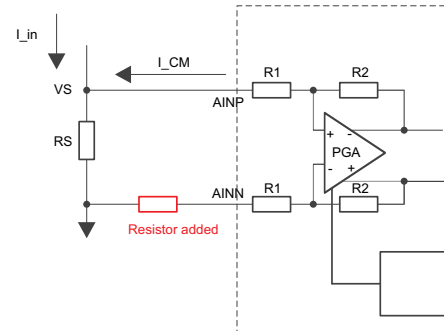 I_in
I_CM
VS
R1
R2
AINP
+ -
RS
PGA
- +
AINN
R1
R2
Resistor added